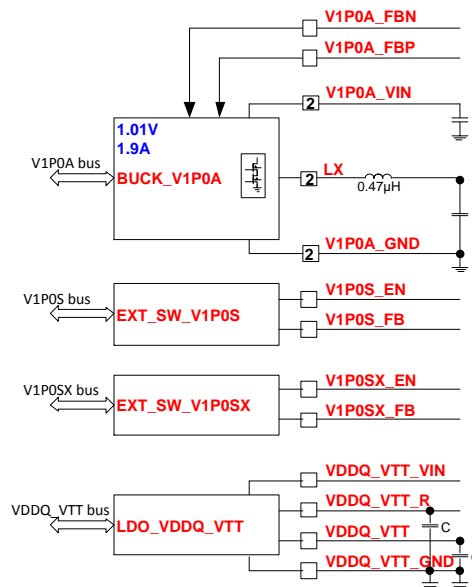 V1P0A_FBN
V1P0A_FBP
2 V1P0A_VIN
1.01V
1.9A
V1P0A bus
BUCK_V1P0A
2 LX
0.47µH
2 V1P0A_GND
V1P0S bus
EXT_SW_V1P0S
V1P0S_EN
V1P0S_FB
V1P0SX bus
EXT_SW_V1P0SX
V1P0SX_EN
V1P0SX_FB
VDDQ_VTT_VIN
VDDQ_VTT bus
LDO_VDDQ_VTT
VDDQ_VTT_R
C
VDDQ_VTT
VDDQ_VTT_GND